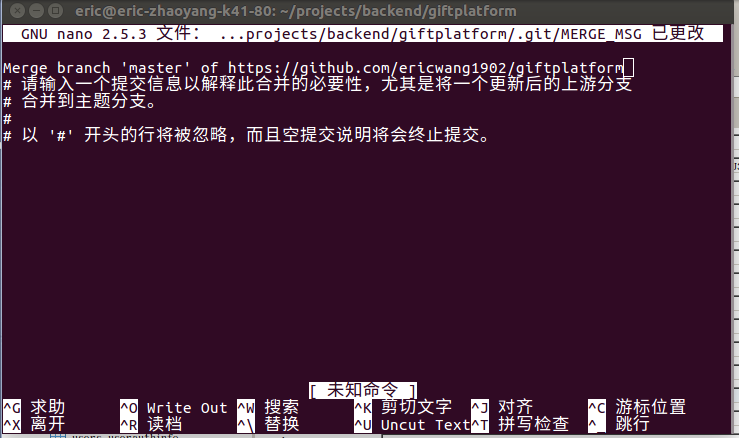 eric@eric-zhaoyang-k41-80: ~/projects/backend/giftplatform
GNU nano 2.5.3 文件： ...projects/backend/giftplatform/.git/MERGE_MSG 已更改
Merge branch 'master' of https://github.com/ericwang1902/giftplatform
# 请输入一个提交信息以解释此合并的必要性，尤其是将一个更新后的上游分支
# 合并到主题分支。
#
# 以 '#' 开头的行将被忽略，而且空提交说明将会终止提交。
[ 未知命令 ]
^G 求助 ^O Write Out ^W 搜索 ^K 剪切文字 ^J 对齐 ^C 游标位置
^X 离开 ^R 读档 ^\ 替换 ^U Uncut Text ^T 拼写检查 ^_ 跳行